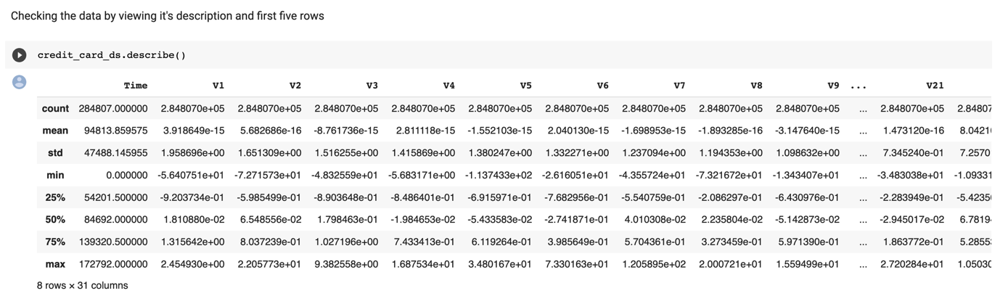 Checking the data by viewing it's description and first five rows
credit_card_ds.describe()
Time V1 V2 V3 V4 V5 V6 V7 V8 V9 ... V21
count 284807.000000 2.848070e+05 2.848070e+05 2.848070e+05 2.848070e+05 2.848070e+05 2.848070e+05 2.848070e+05 2.848070e+05 2.848070e+05 ... 2.848070e+05 2.84807
mean 94813.859575 3.918649e-15 5.682686e-16 -8.761736e-15 2.811118e-15 -1.552103e-15 2.040130e-15 -1.698953e-15 -1.893285e-16 -3.147640e-15 ... 1.473120e-16 8.0421
std 47488.145955 1.958696e+00 1.651309e+00 1.516255e+00 1.415869e+00 1.380247e+00 1.332271e+00 1.237094e+00 1.194353e+00 1.098632e+00 ... 7.345240e-01 7.2570
min 0.000000 -5.640751e+01 -7.271573e+01 -4.832559e+01 -5.683171e+00 -1.137433e+02 -2.616051e+01 -4.355724e+01 -7.321672e+01 -1.343407e+01 ... -3.483038e+01 -1.09331
25% 54201.500000 -9.203734e-01 -5.985499e-01 -8.903648e-01 -8.486401e-01 -6.915971e-01 -7.682956e-01 -5.540759e-01 -2.086297e-01 -6.430976e-01 ... -2.283949e-01 -5.4235
50% 84692.000000 1.810880e-02 6.548556e-02 1.798463e-01 -1.984653e-02 -5.433583e-02 -2.741871e-01 4.010308e-02 2.235804e-02 -5.142873e-02 ... -2.945017e-02 6.7819
75% 139320.500000 1.315642e+00 8.037239e-01 1.027196e+00 7.433413e-01 6.119264e-01 3.985649e-01 5.704361e-01 3.273459e-01 5.971390e-01 ... 1.863772e-01 5.2855
max 172792.000000 2.454930e+00 2.205773e+01 9.382558e+00 1.687534e+01 3.480167e+01 7.330163e+01 1.205895e+02 2.000721e+01 1.559499e+01 ... 2.720284e+01 1.0503
8 rows × 31 columns